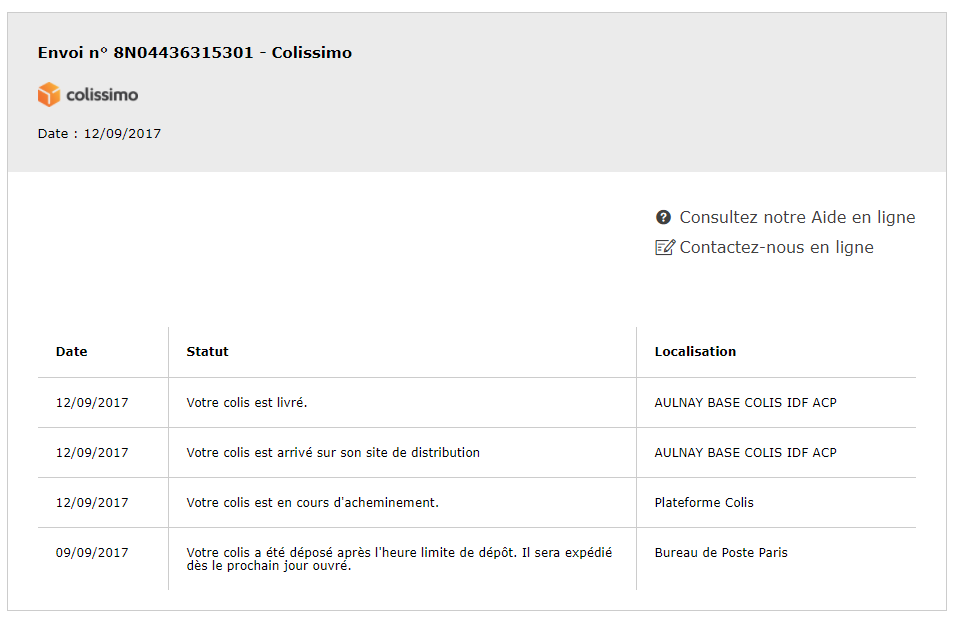 Envoi n° 8N04436315301 - Colissimo
colissimo
Date : 12/09/2017
Consultez notre Aide en ligne
Contactez-nous en ligne
Date Statut Localisation
12/09/2017 Votre colis est livré. AULNAY BASE COLIS IDF ACP
12/09/2017 Votre colis est arrivé sur son site de distribution AULNAY BASE COLIS IDF ACP
12/09/2017 Votre colis est en cours d'acheminement. Plateforme Colis
09/09/2017 Votre colis a été déposé après l'heure limite de dépôt. Il sera expédié Bureau de Poste Paris
dès le prochain jour ouvré.